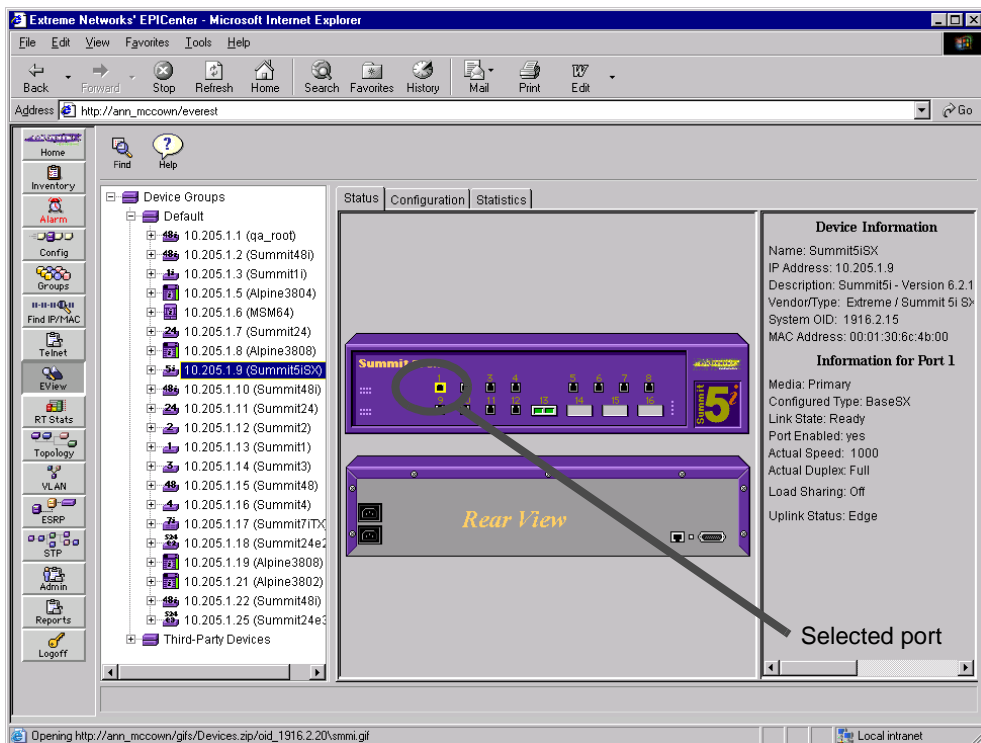 Extreme Networks' EPICenter - Microsoft Internet Explorer
File Edit View Favorites Tools Help
Back Forward Stop Refresh Home Search Favorites History Mail Print Edit
Address http://ann_mccown/everest Go
Home
Inventory
Alarm
Config
Groups
Find IP/MAC
Telnet
EView
RT Stats
Topology
VLAN
ESRP
STP
Admin
Reports
Logoff
Find Help
Device Groups
Default
10.205.1.1 (qa_root)
10.205.1.2 (Summit48i)
10.205.1.3 (Summit1i)
10.205.1.5 (Alpine3804)
10.205.1.6 (MSM64)
10.205.1.7 (Summit24)
10.205.1.8 (Alpine3808)
10.205.1.9 (Summit5iSX)
10.205.1.10 (Summit48i)
10.205.1.11 (Summit24)
10.205.1.12 (Summit2)
10.205.1.13 (Summit1)
10.205.1.14 (Summit3)
10.205.1.15 (Summit48)
10.205.1.16 (Summit4)
10.205.1.17 (Summit7iTX
10.205.1.18 (Summit24e2
10.205.1.19 (Alpine3808)
10.205.1.21 (Alpine3802)
10.205.1.22 (Summit48i)
10.205.1.25 (Summit24e3
Third-Party Devices
Status Configuration Statistics
1 3 4 5 6 7 8
9 10 11 12 13 14 15 16
Summit 5i
Rear View
Device Information
Name: Summit5iSX
IP Address: 10.205.1.9
Description: Summit5i - Version 6.2.1
Vendor/Type: Extreme / Summit 5i SX
System OID: 1916.2.15
MAC Address: 00:01:30:6c:4b:00
Information for Port 1
Media: Primary
Configured Type: BaseSX
Link State: Ready
Port Enabled: yes
Actual Speed: 1000
Actual Duplex: Full
Load Sharing: Off
Uplink Status: Edge
Selected port
Opening http://ann_mccown/gifs/Devices.zip/oid_1916.2.20\smmi.gif
Local intranet